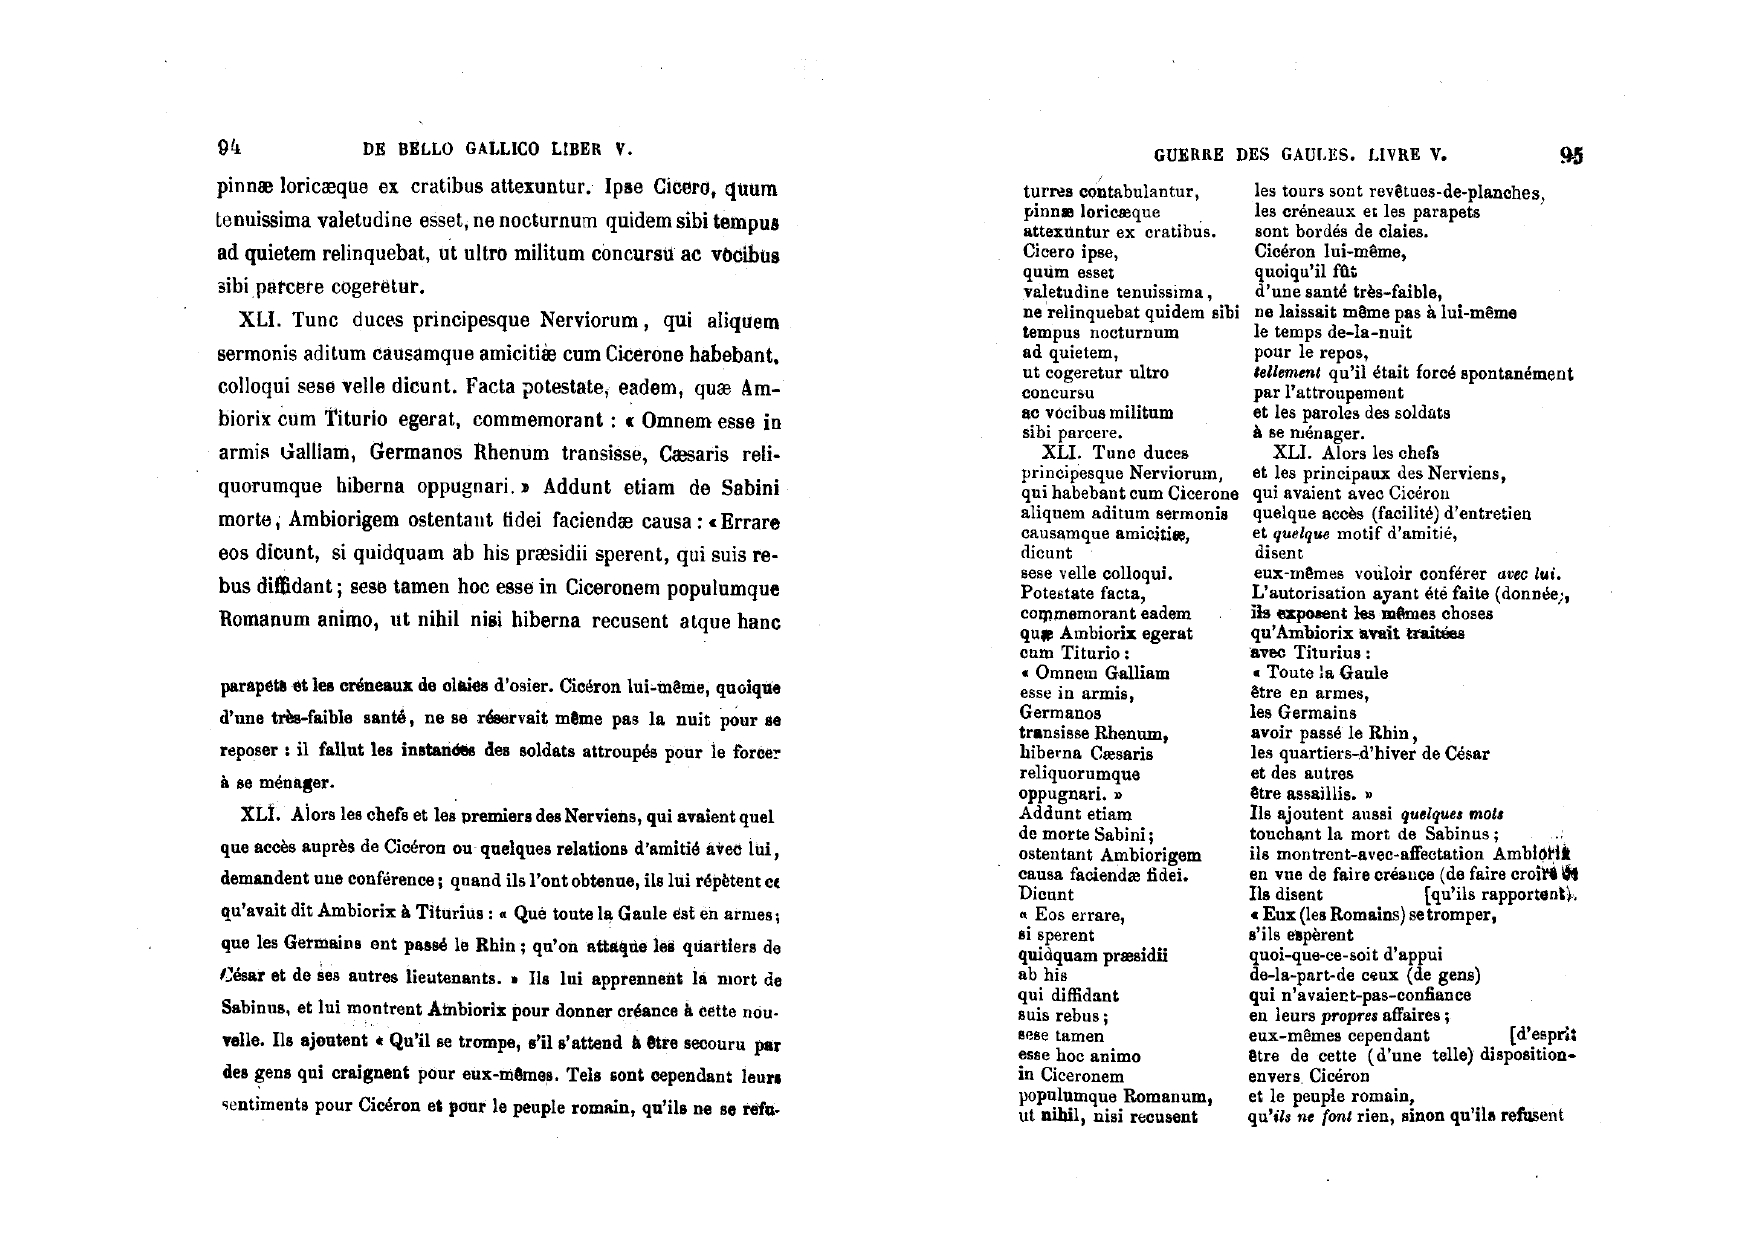 94 DE BELLO GALLICO LIBER V.
pinnæ loricæque ex cratibus attexuntur. Ipse Cicero, quum
tenuissima valetudine esset, ne nocturnum quidem sibi tempus
ad quietem relinquebat, ut ultro militum concursu ac vocibus
sibi parcere cogeretur.
XLI. Tunc duces principesque Nerviorum, qui aliquem
sermonis aditum causamque amicitiæ cum Cicerone habebant,
colloqui sese velle dicunt. Facta potestate, eadem, quæ Am-
biorix cum Titurio egerat, commemorant : « Omnem esse in
armis Galliam, Germanos Rhenum transisse, Cæsaris reli-
quorumque hiberna oppugnari. » Addunt etiam de Sabini
morte, Ambiorigem ostentant fidei faciendæ causa : « Errare
eos dicunt, si quidquam ab his præsidii sperent, qui suis re-
bus diffidant ; sese tamen hoc esse in Ciceronem populumque
Romanum animo, ut nihil nisi hiberna recusent atque hanc
parapets et les créneaux de claies d'osier. Cicéron lui-même, quoique
d'une très-faible santé, ne se réservait même pas la nuit pour se
reposer : il fallut les instances des soldats attroupés pour le forcer
à se ménager.
XLI. Alors les chefs et les premiers des Nerviens, qui avaient quel
que accès auprès de Cicéron ou quelques relations d'amitié avec lui,
demandent une conférence ; quand ils l'ont obtenue, ils lui répètent ce
qu'avait dit Ambiorix à Titurius : « Que toute la Gaule est en armes ;
que les Germains ont passé le Rhin ; qu'on attaque les quartiers de
César et de ses autres lieutenants. » Ils lui apprennent la mort de
Sabinus, et lui montrent Ambiorix pour donner créance à cette nou-
velle. Ils ajoutent « Qu'il se trompe, s'il s'attend à être secouru par
des gens qui craignent pour eux-mêmes. Tels sont cependant leurs
sentiments pour Cicéron et pour le peuple romain, qu'ils ne se refu-
GUERRE DES GAULES. LIVRE V. 95
turres contabulantur,
pinnæ loricæque
attexuntur ex cratibus.
Cicero ipse,
quum esset
valetudine tenuissima,
ne relinquebat quidem sibi
tempus nocturnum
ad quietem,
ut cogeretur ultro
concursu
ac vocibus militum
sibi parcere.
XLI. Tunc duces
principesque Nerviorum,
qui habebant cum Cicerone
aliquem aditum sermonis
causamque amicitiæ,
dicunt
sese velle colloqui.
Potestate facta,
commemorant eadem
quæ Ambiorix egerat
cum Titurio :
« Omnem Galliam
esse in armis,
Germanos
transisse Rhenum,
hiberna Cæsaris
reliquorumque
oppugnari. »
Addunt etiam
de morte Sabini ;
ostentant Ambiorigem
causa faciendæ fidei.
Dicunt
« Eos errare,
si sperent
quidquam præsidii
ab his
qui diffidant
suis rebus ;
sese tamen
esse hoc animo
in Ciceronem
populumque Romanum,
ut nihil, nisi recusent
les tours sont revêtues-de-planches,
les créneaux et les parapets
sont bordés de claies.
Cicéron lui-même,
quoiqu'il fût
d'une santé très-faible,
ne laissait même pas à lui-même
le temps de-la-nuit
pour le repos,
tellement qu'il était forcé spontanément
par l'attroupement
et les paroles des soldats
à se ménager.
XLI. Alors les chefs
et les principaux des Nerviens,
qui avaient avec Cicéron
quelque accès (facilité) d'entretien
et quelque motif d'amitié,
disent
eux-mêmes vouloir conférer avec lui.
L'autorisation ayant été faite (donnée),
ils exposent les mêmes choses
qu'Ambiorix avait traitées
avec Titurius :
« Toute la Gaule
être en armes,
les Germains
avoir passé le Rhin,
les quartiers-d'hiver de César
et des autres
être assaillis. »
Ils ajoutent aussi quelques mots
touchant la mort de Sabinus ;
ils montrent-avec-affectation Ambiorix
en vue de faire créance (de faire croire ce
Ils disent [qu'ils rapportent).
« Eux (les Romains) se tromper,
s'ils espèrent
quoi-que-ce-soit d'appui
de-la-part-de ceux (de gens)
qui n'avaient-pas-confiance
en leurs propres affaires ;
eux-mêmes cependant [d'esprit
être de cette (d'une telle) disposition-
envers Cicéron
et le peuple romain,
qu'ils ne font rien, sinon qu'ils refusent